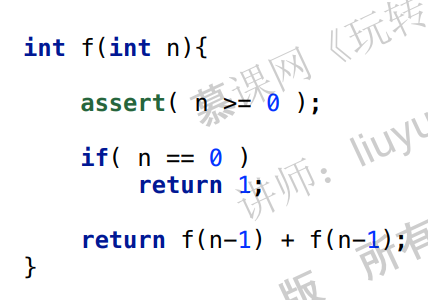 int f(int n){
assert( n >= 0 );
if( n == 0 )
return 1;
return f(n-1) + f(n-1);
}
慕课网《玩转
讲师：liuyu
版 所有